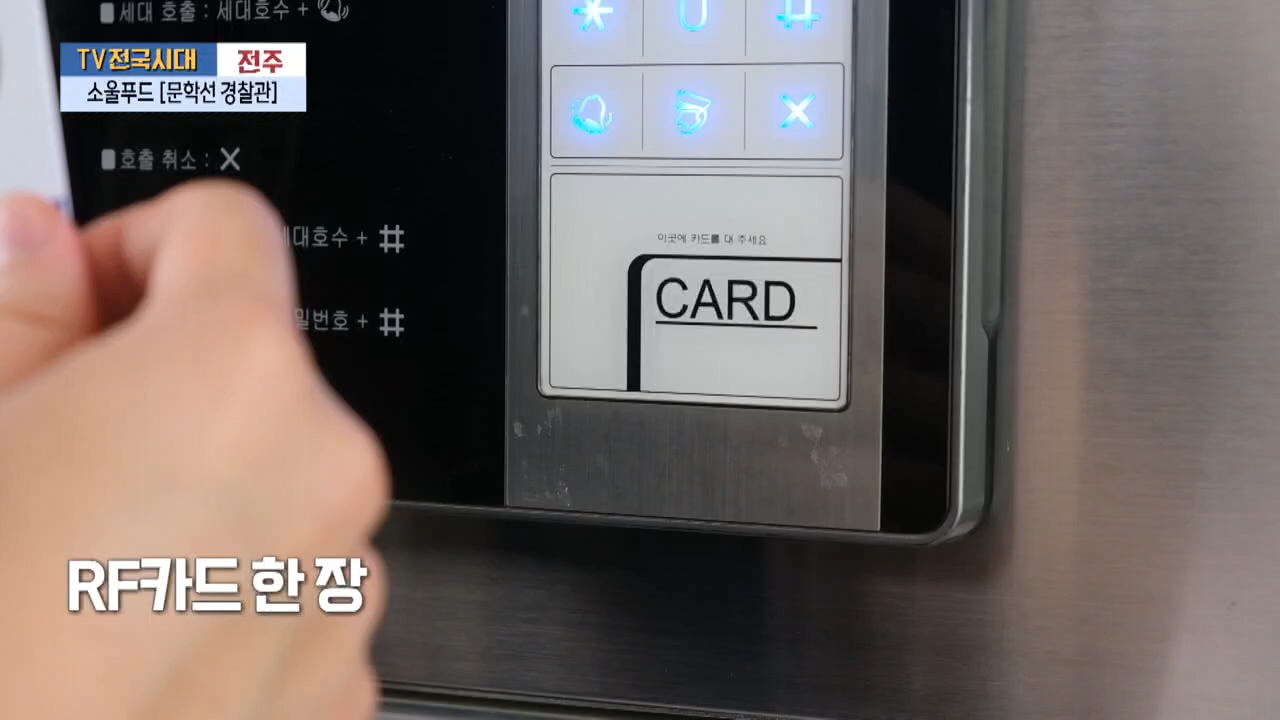 세대 호출 : 세대호수 +
TV전국시대 전주
소울푸드 [문학선 경찰관]
호출 취소 : X
세대호수 + #
밀번호 + #
* 0 #
X
이곳에 카드를 대 주세요
CARD
RF카드 한 장